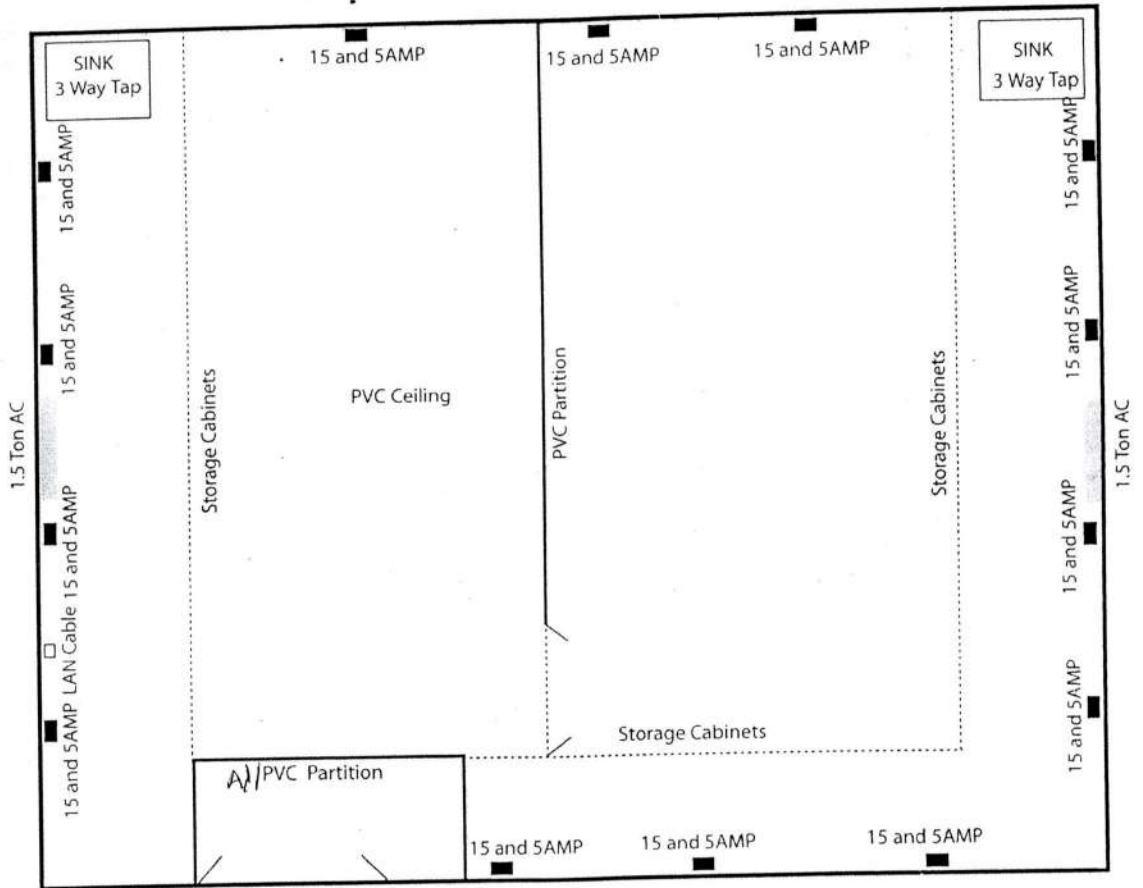 SINK
3 Way Tap
15 and 5AMP
15 and 5AMP
15 and 5AMP
SINK
3 Way Tap
15 and 5AMP
15 and 5AMP
1.5 Ton AC
15 and 5AMP
LAN Cable
15 and 5AMP
Storage Cabinets
PVC Ceiling
PVC Partition
Storage Cabinets
15 and 5AMP
15 and 5AMP
1.5 Ton AC
15 and 5AMP
15 and 5AMP
Storage Cabinets
All PVC Partition
15 and 5AMP
15 and 5AMP
15 and 5AMP